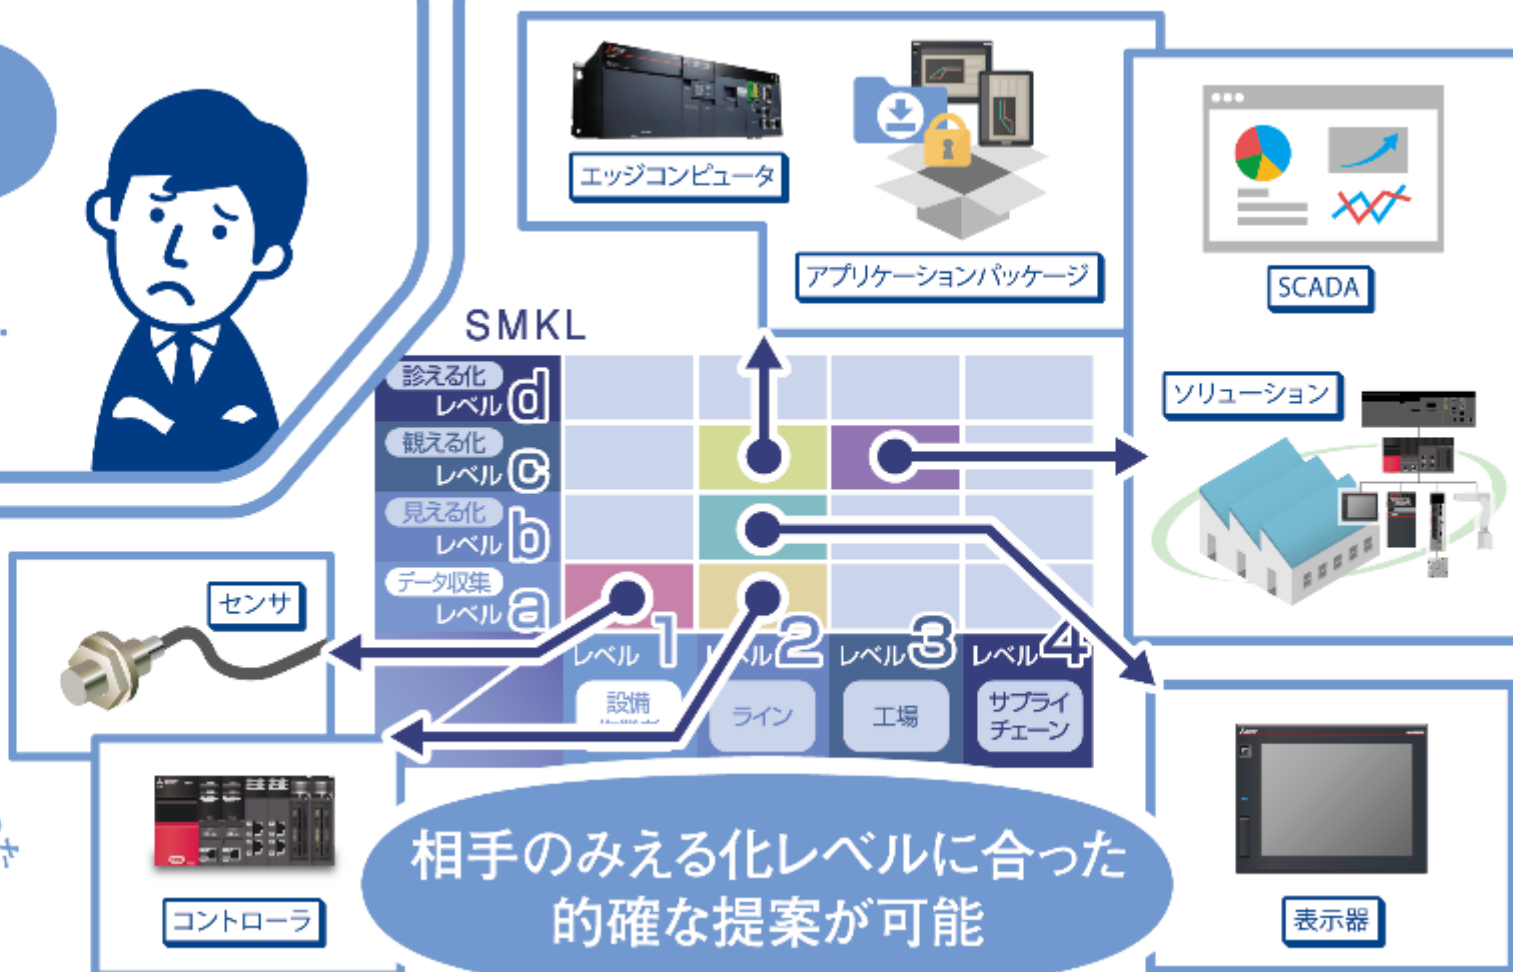 エッジコンピュータ
アプリケーションパッケージ
SCADA
ソリューション
SMKL
診える化
レベル d
観える化
レベル c
見える化
レベル b
データ収集
レベル a
レベル 1
設備
レベル 2
ライン
レベル 3
工場
レベル 4
サプライ
チェーン
センサ
コントローラ
表示器
相手のみえる化レベルに合った
的確な提案が可能